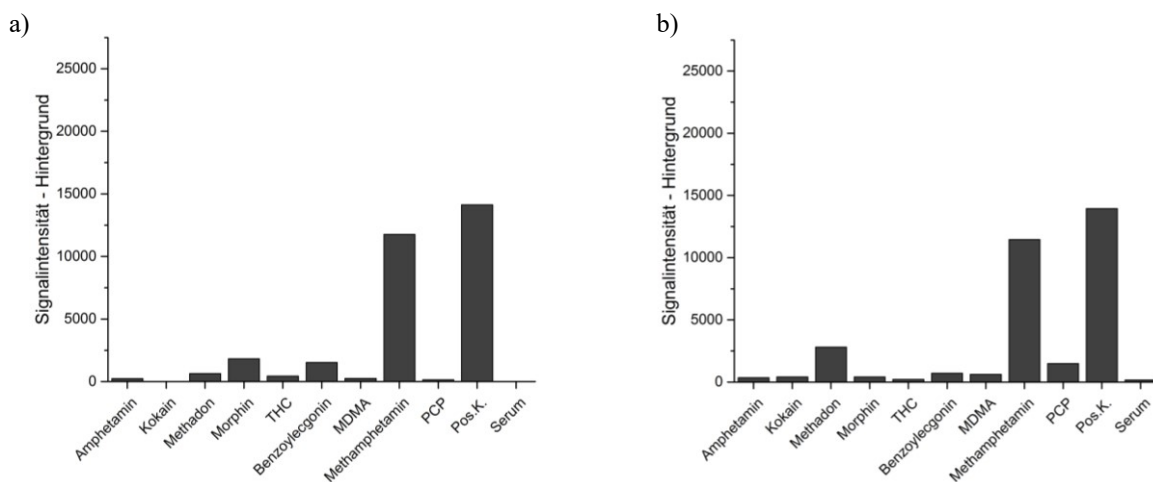 a)
Signalintensität - Hintergrund
25000
20000
15000
10000
5000
0
Amphetamin
Kokain
Methadon
Morphin
THC
Benzoylecgonin
MDMA
Methamphetamin
PCP
Pos.K.
Serum
b)
Signalintensität - Hintergrund
25000
20000
15000
10000
5000
0
Amphetamin
Kokain
Methadon
Morphin
THC
Benzoylecgonin
MDMA
Methamphetamin
PCP
Pos.K.
Serum